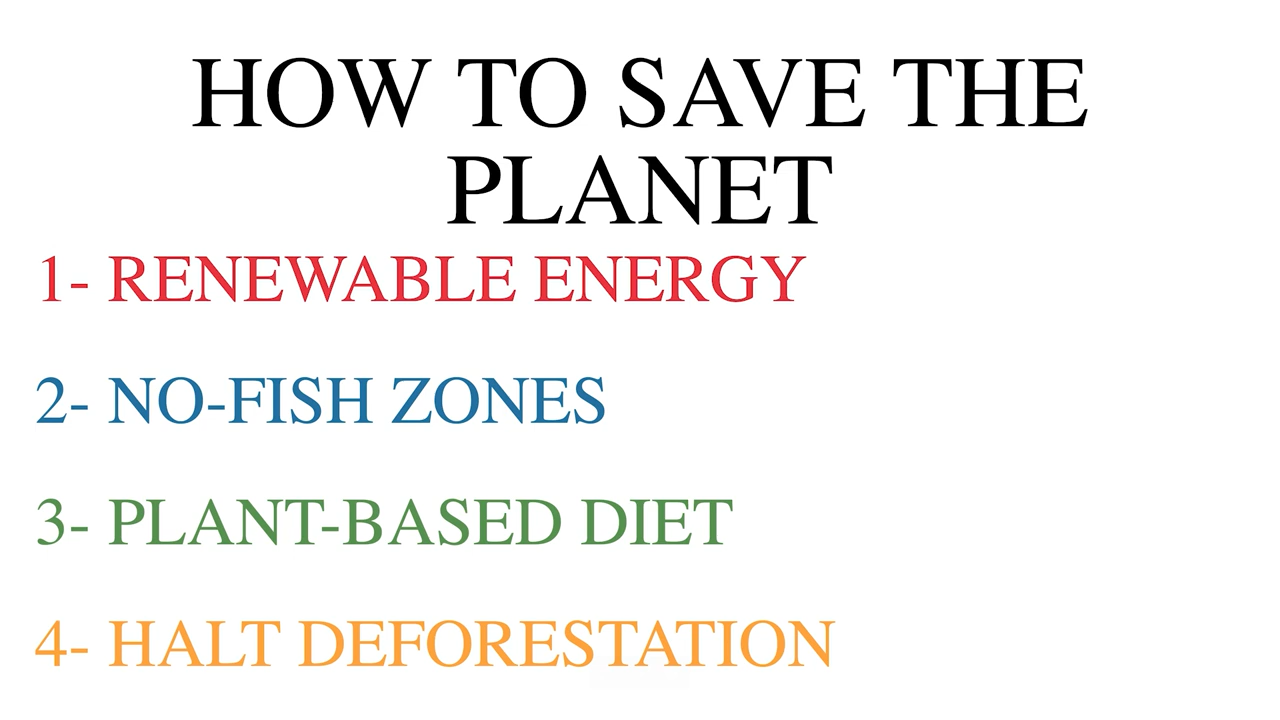 HOW TO SAVE THE
PLANET
1- RENEWABLE ENERGY
2- NO-FISH ZONES
3- PLANT-BASED DIET
4- HALT DEFORESTATION